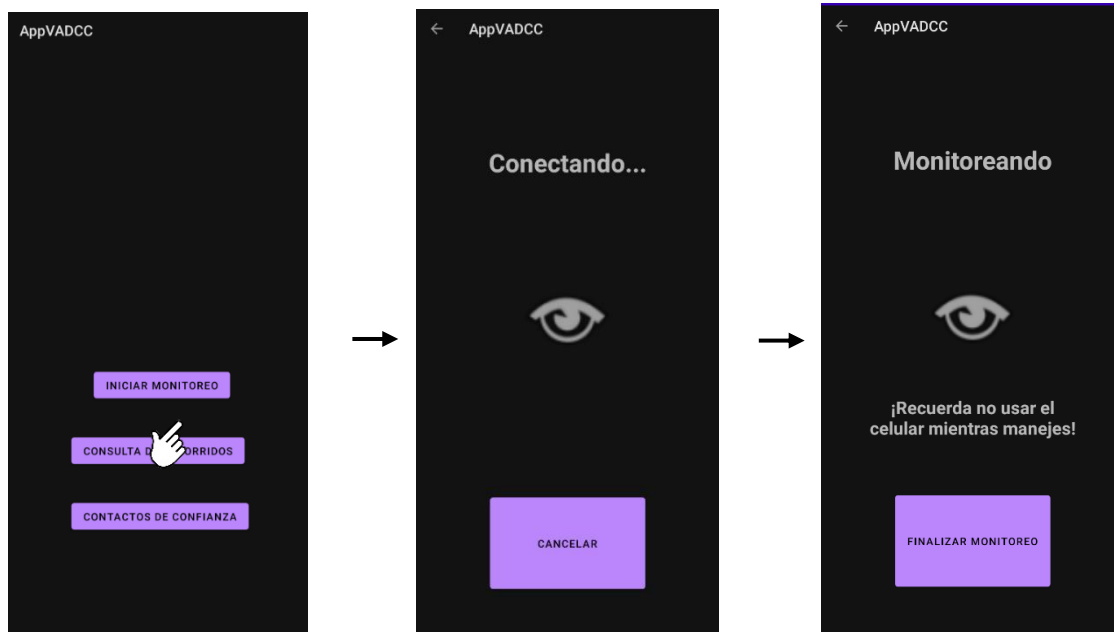 AppVADCC
INICIAR MONITOREO
CONSULTA D ORRIDOS
CONTACTOS DE CONFIANZA
AppVADCC
Conectando...
CANCELAR
AppVADCC
Monitoreando
¡Recuerda no usar el
celular mientras manejes!
FINALIZAR MONITOREO